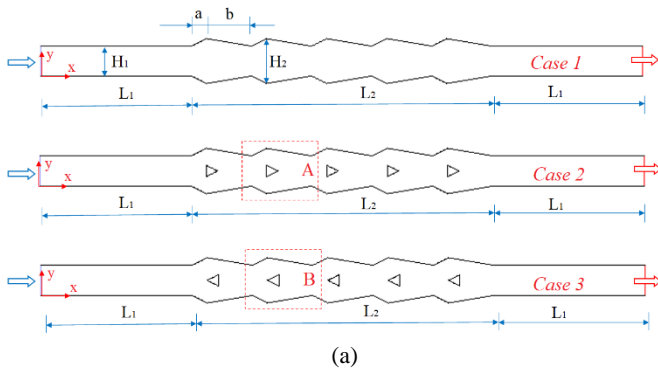 a b
y H₁ H₂ Case 1
x
L₁ L₂ L₁
y A Case 2
x
L₁ L₂ L₁
y B Case 3
x
L₁ L₂ L₁
(a)